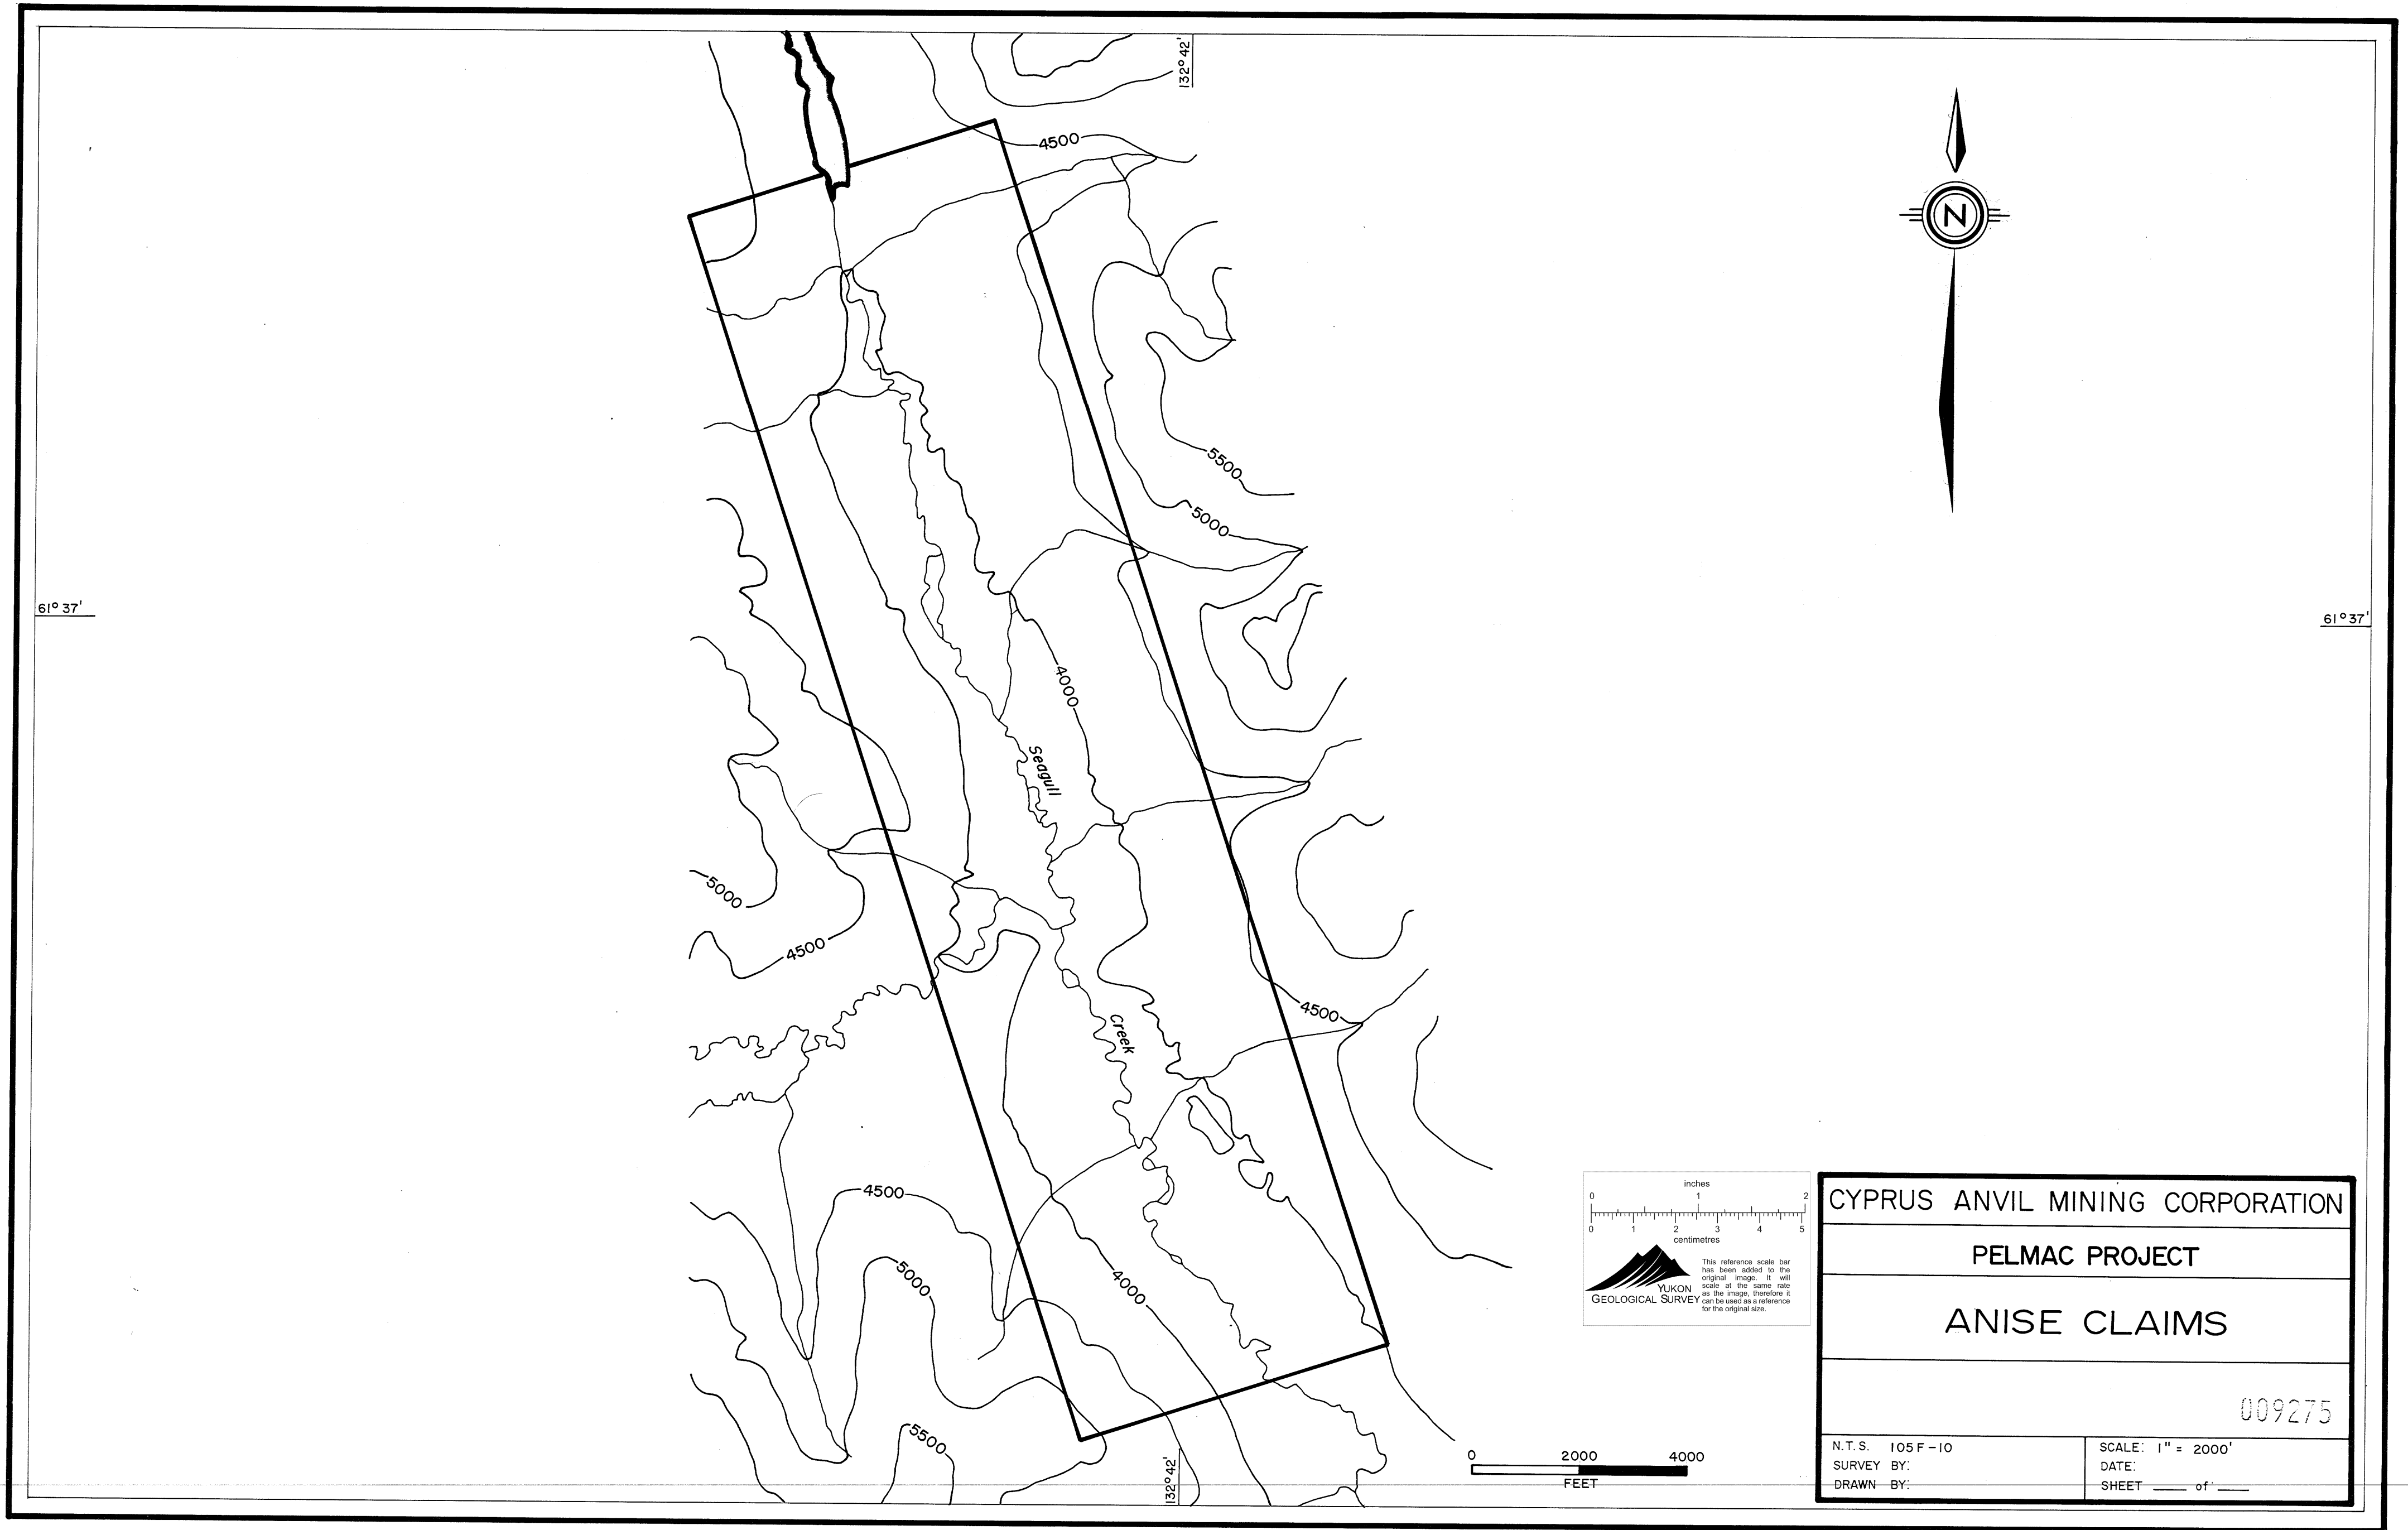 132° 42'
4500
N
5500
5000
61° 37'
61° 37'
4000
Seagull
5000
4500
4500
Creek
4500
5000
4000
5500
132° 42'
0 2000 4000
FEET
inches
0 1 2
0 1 2 3 4 5
centimetres
YUKON
GEOLOGICAL SURVEY
This reference scale bar
has been added to the
original image. It will
scale at the same rate
as the image, therefore it
can be used as a reference
for the original size.
CYPRUS ANVIL MINING CORPORATION
PELMAC PROJECT
ANISE CLAIMS
009275
N.T.S. 105F-10
SURVEY BY:
DRAWN BY:
SCALE: 1" = 2000'
DATE:
SHEET ____ of ____